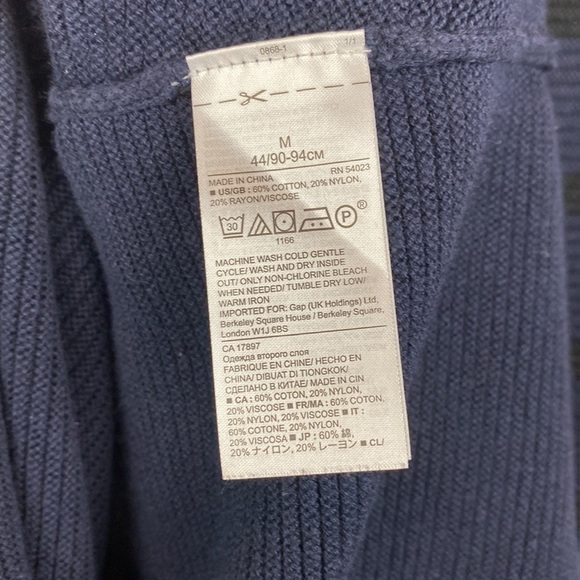 0868-1 1/1
M
44/90-94см
MADE IN CHINA RN 54023
■ US/GB : 60% COTTON, 20% NYLON,
20% RAYON/VISCOSE
30 P
1166
MACHINE WASH COLD GENTLE
CYCLE/ WASH AND DRY INSIDE
OUT/ ONLY NON-CHLORINE BLEACH
WHEN NEEDED/ TUMBLE DRY LOW/
WARM IRON
IMPORTED FOR: Gap (UK Holdings) Ltd.
Berkeley Square House / Berkeley Square,
London W1J 6BS
CA 17897
Одежда второго слоя
FABRIQUE EN CHINE/ HECHO EN
CHINA/ DIBUAT DI TIONGKOK/
СДЕЛАНО В КИТАЕ/ MADE IN CIN
■ CA : 60% COTON, 20% NYLON,
20% VISCOSE ■ FR/MA : 60% COTON,
20% NYLON, 20% VISCOSE ■ IT :
60% COTONE, 20% NYLON,
20% VISCOSA ■ JP : 60% 綿,
20% ナイロン, 20% レーヨン ■ CL/